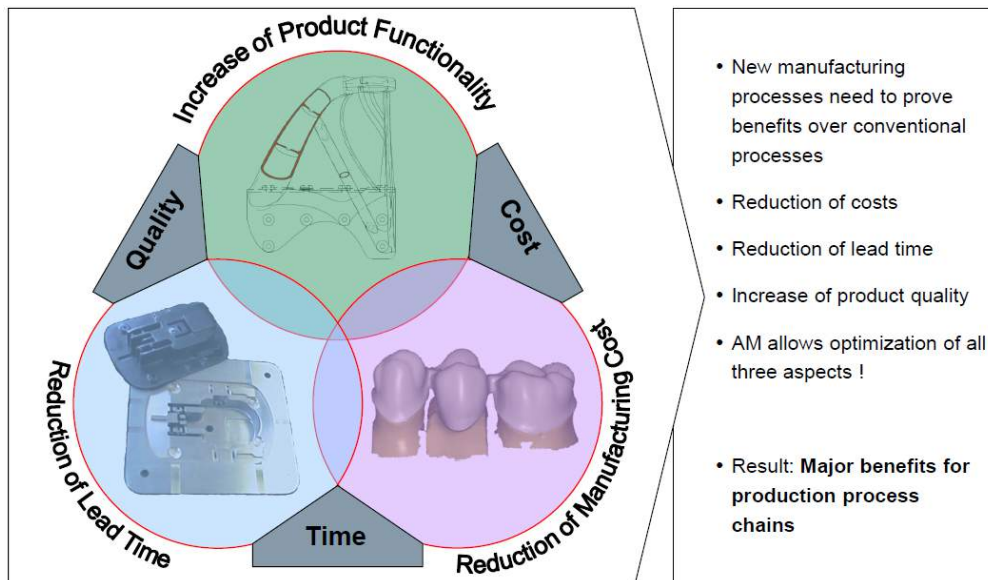 Increase of Product Functionality
Quality
Cost
Reduction of Lead Time
Reduction of Manufacturing Cost
Time
• New manufacturing
processes need to prove
benefits over conventional
processes
• Reduction of costs
• Reduction of lead time
• Increase of product quality
• AM allows optimization of all
three aspects !
• Result: Major benefits for
production process
chains